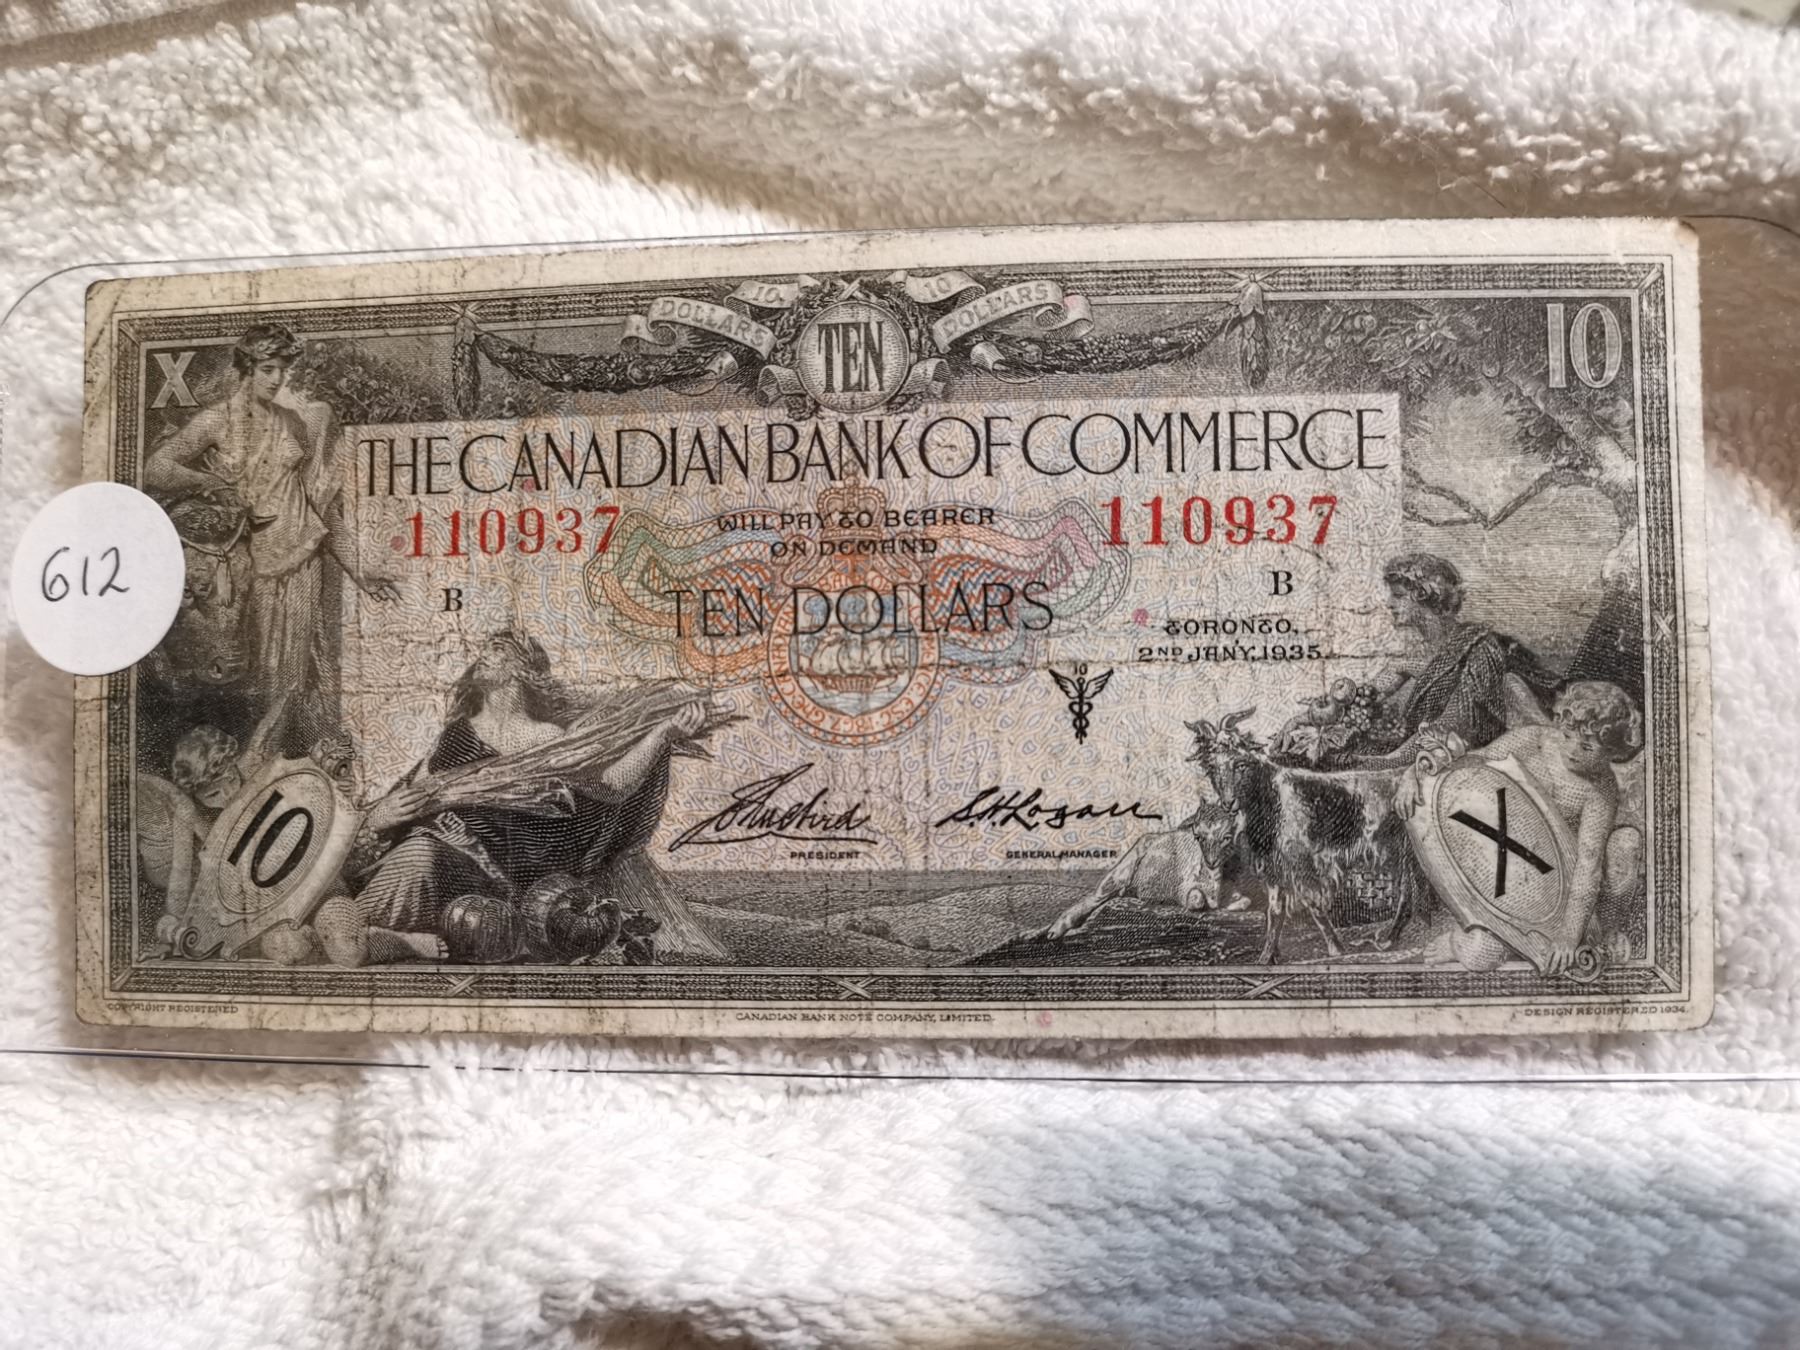 DOLLARS 10 TEN 10 DOLLARS
X
10
THE CANADIAN BANK OF COMMERCE
110937 WILL PAY TO BEARER 110937
ON DEMAND
B TEN DOLLARS B
TORONTO,
2ND JANY. 1935.
10
612
10
X
X
S.H. Logan
PRESIDENT GENERAL MANAGER
COPYRIGHT REGISTERED CANADIAN BANK NOTE COMPANY, LIMITED. DESIGN REGISTERED 1934.